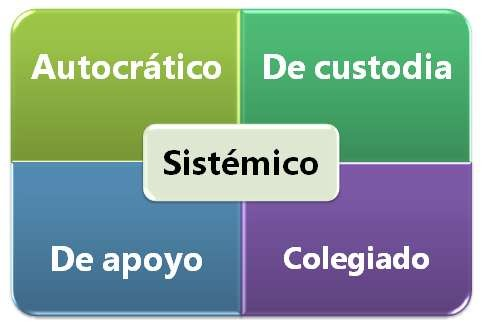 Autocrático
De custodia
Sistémico
De apoyo
Colegiado